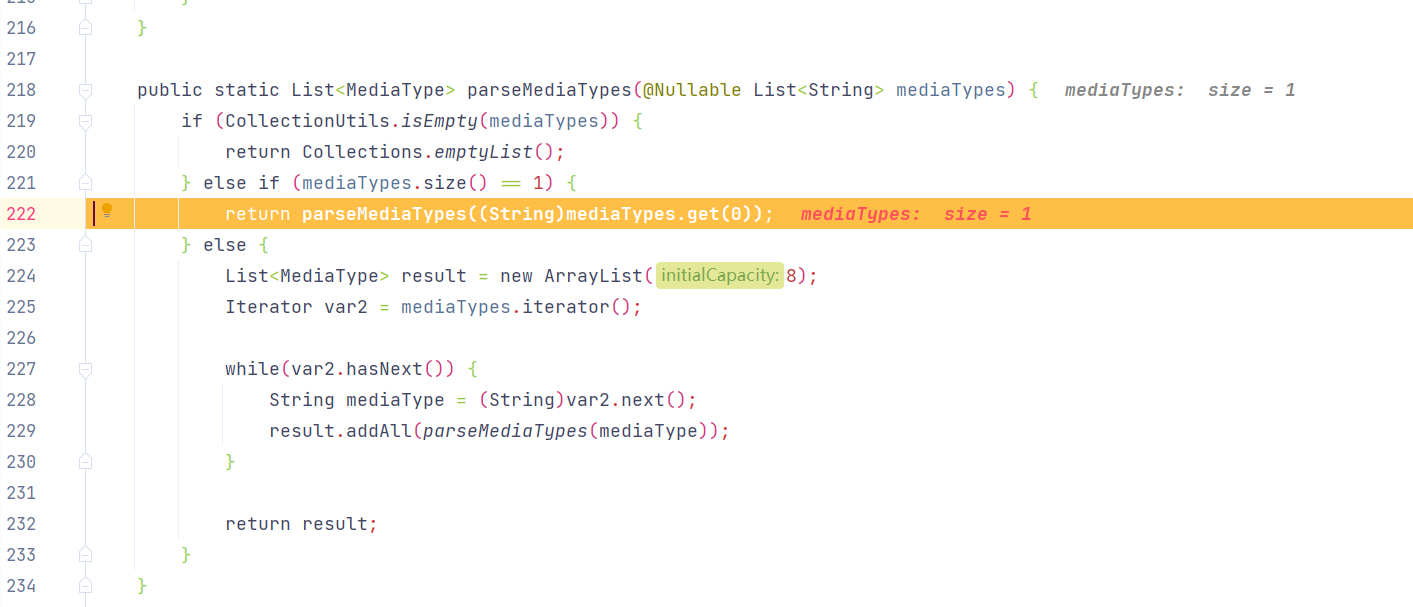 216 }
217
218 public static List<MediaType> parseMediaTypes(@Nullable List<String> mediaTypes) { mediaTypes: size = 1
219 if (CollectionUtils.isEmpty(mediaTypes)) {
220 return Collections.emptyList();
221 } else if (mediaTypes.size() == 1) {
222 return parseMediaTypes((String)mediaTypes.get(0)); mediaTypes: size = 1
223 } else {
224 List<MediaType> result = new ArrayList( initialCapacity: 8);
225 Iterator var2 = mediaTypes.iterator();
226
227 while(var2.hasNext()) {
228 String mediaType = (String)var2.next();
229 result.addAll(parseMediaTypes(mediaType));
230 }
231
232 return result;
233 }
234 }